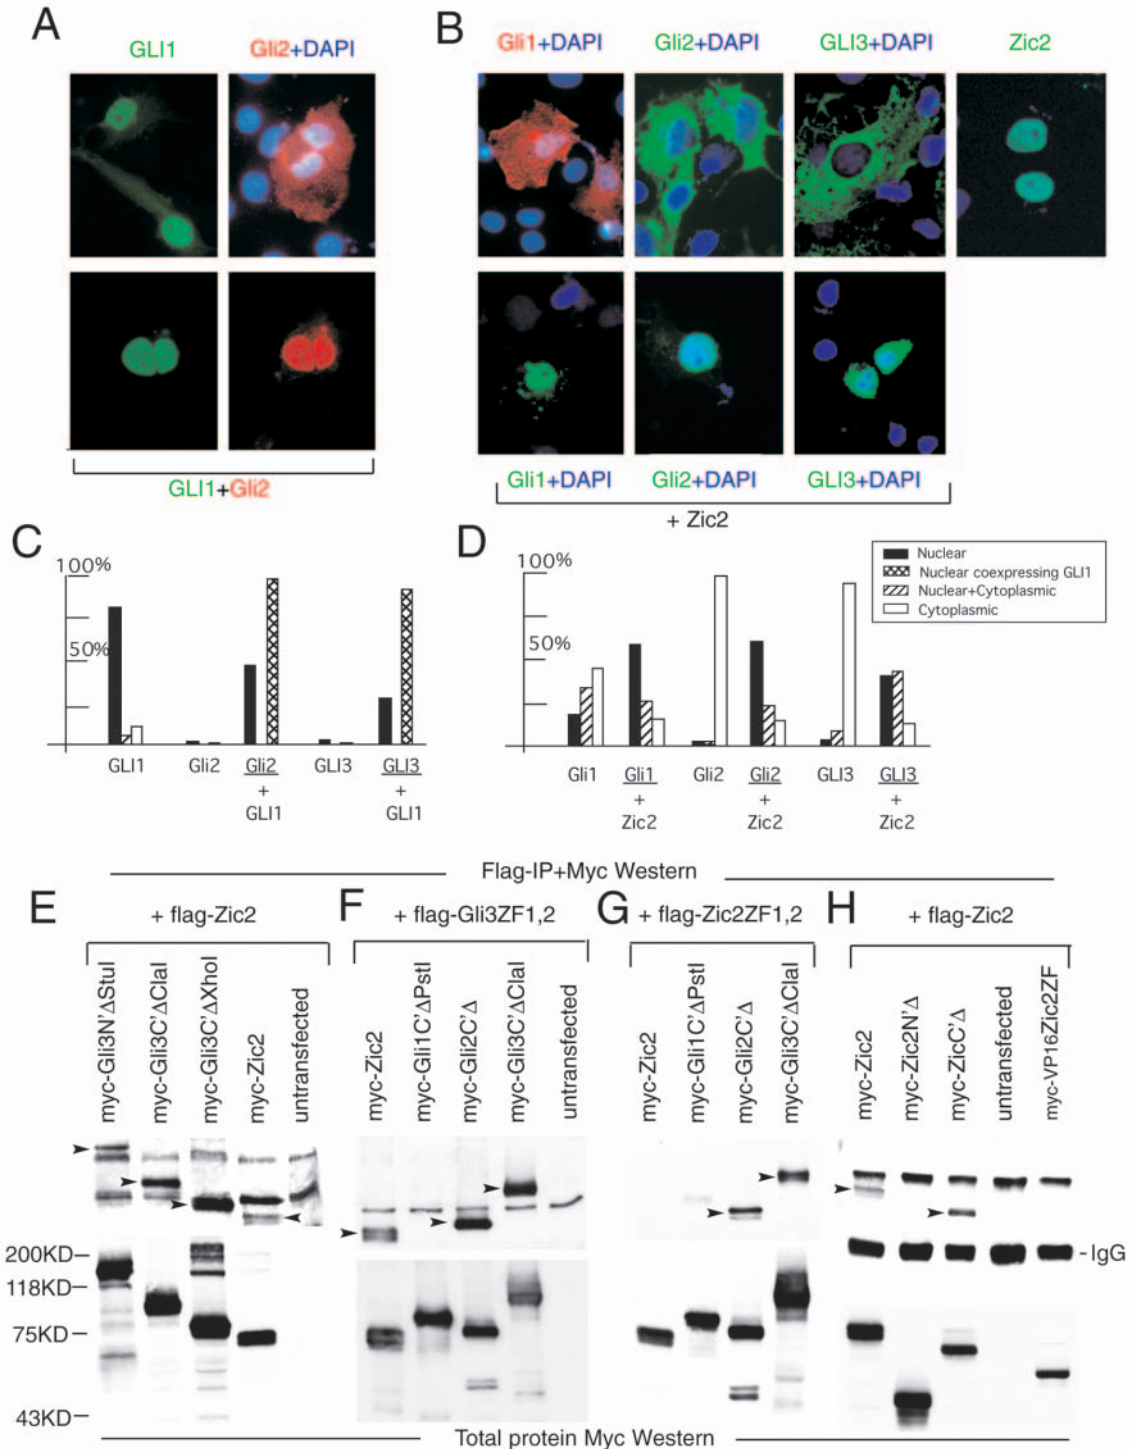 A
GLI1
Gli2+DAPI
GLI1+Gli2
B
Gli1+DAPI
Gli2+DAPI
GLI3+DAPI
Zic2
Gli1+DAPI
Gli2+DAPI
GLI3+DAPI
+ Zic2
C
100%
50%
GLI1
Gli2
Gli2
+
GLI1
GLI3
GLI3
+
GLI1
D
100%
50%
Gli1
Gli1
+
Zic2
Gli2
Gli2
+
Zic2
GLI3
GLI3
+
Zic2
Nuclear
Nuclear coexpressing GLI1
Nuclear+Cytoplasmic
Cytoplasmic
Flag-IP+Myc Western
E
+ flag-Zic2
myc-Gli3N'ΔStuI
myc-Gli3C'ΔClaI
myc-Gli3C'ΔXhoI
myc-Zic2
untransfected
200KD
118KD
75KD
43KD
F
+ flag-Gli3ZF1,2
myc-Zic2
myc-Gli1C'ΔPstI
myc-Gli2C'Δ
myc-Gli3C'ΔClaI
untransfected
G
+ flag-Zic2ZF1,2
myc-Zic2
myc-Gli1C'ΔPstI
myc-Gli2C'Δ
myc-Gli3C'ΔClaI
H
+ flag-Zic2
myc-Zic2
myc-Zic2N'Δ
myc-ZicC'Δ
untransfected
myc-VP16Zic2ZF
-IgG
Total protein Myc Western